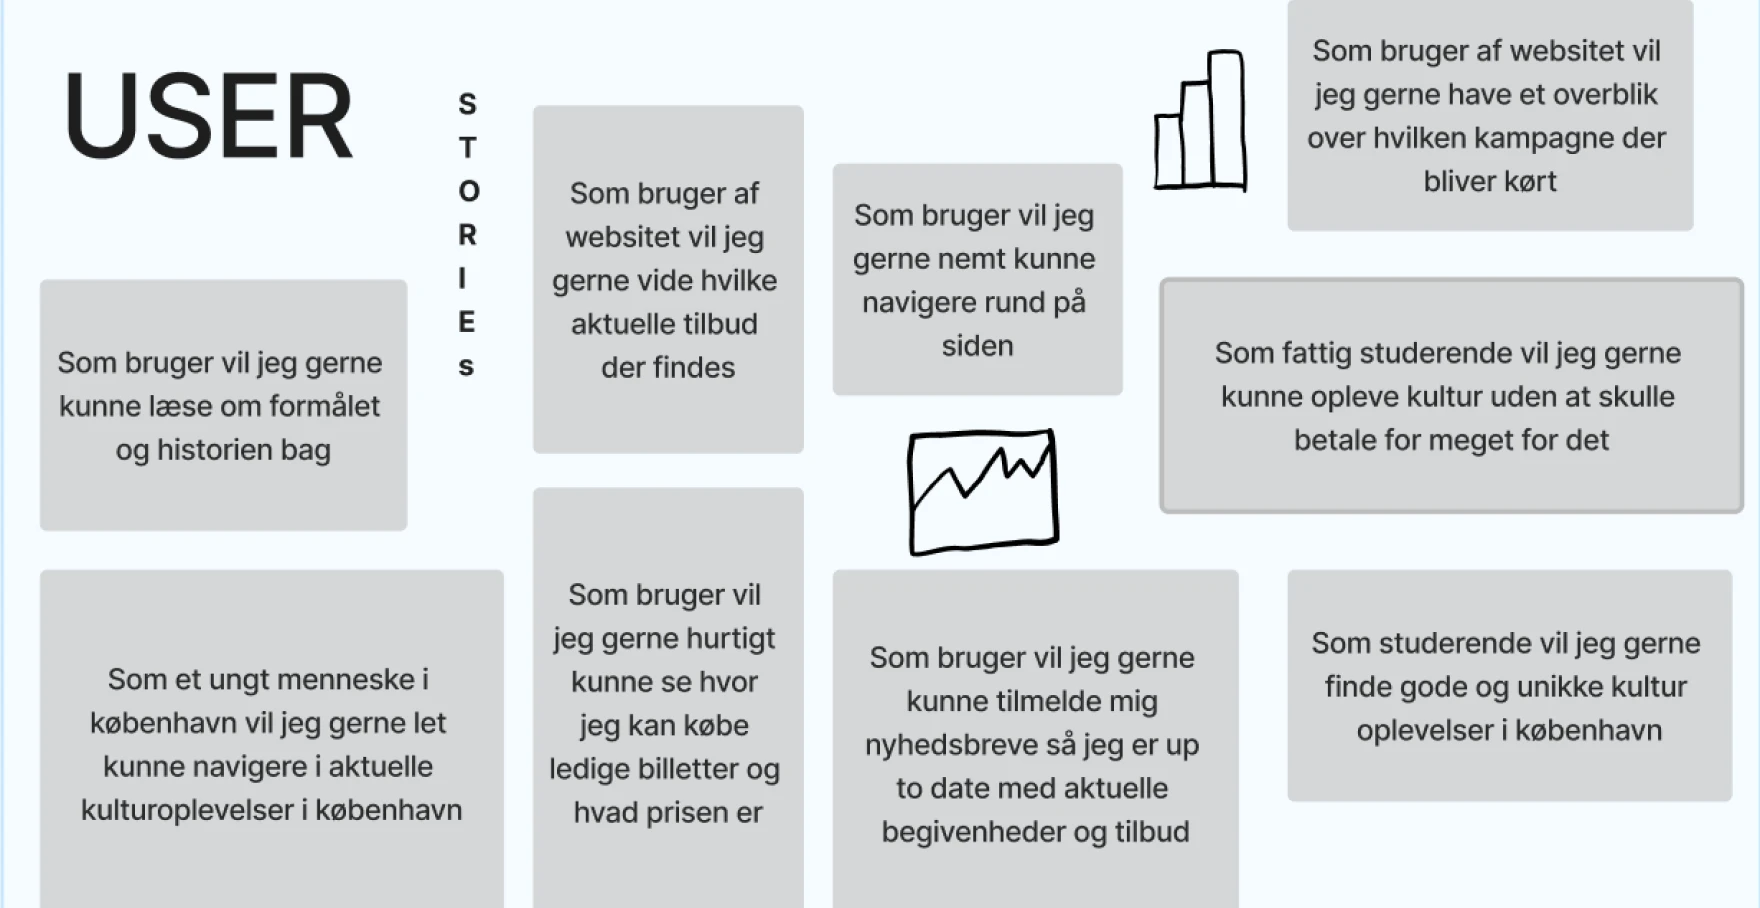 USER
S
T
O
R
I
E
s
Som bruger vil jeg gerne
kunne læse om formålet
og historien bag
Som et ungt menneske i
københavn vil jeg gerne let
kunne navigere i aktuelle
kulturoplevelser i københavn
Som bruger af
websitet vil jeg
gerne vide hvilke
aktuelle tilbud
der findes
Som bruger vil
jeg gerne hurtigt
kunne se hvor
jeg kan købe
ledige billetter og
hvad prisen er
Som bruger vil jeg
gerne nemt kunne
navigere rund på
siden
Som bruger vil jeg gerne
kunne tilmelde mig
nyhedsbreve så jeg er up
to date med aktuelle
begivenheder og tilbud
Som bruger af websitet vil
jeg gerne have et overblik
over hvilken kampagne der
bliver kørt
Som fattig studerende vil jeg gerne
kunne opleve kultur uden at skulle
betale for meget for det
Som studerende vil jeg gerne
finde gode og unikke kultur
oplevelser i københavn